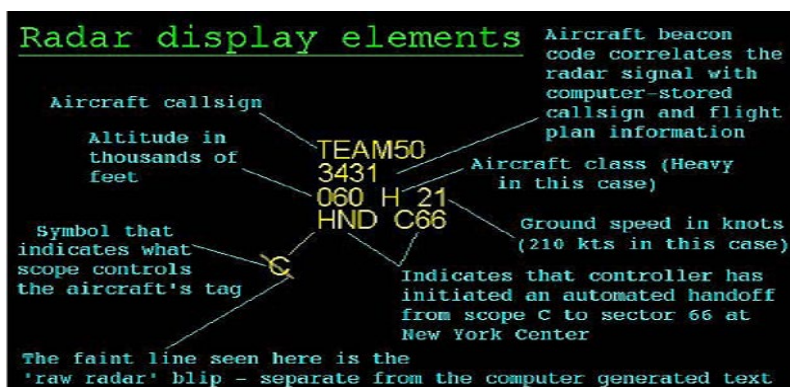 Radar display elements
Aircraft beacon
code correlates the
radar signal with
computer-stored
callsign and flight
plan information
Aircraft callsign
Altitude in
thousands of
feet
TEAM50
3431
060 H 21
HND C66
Aircraft class (Heavy
in this case)
Ground speed in knots
(210 kts in this case)
Symbol that
indicates what
scope controls
the aircraft's tag
C
Indicates that controller has
initiated an automated handoff
from scope C to sector 66 at
New York Center
The faint line seen here is the
'raw radar' blip - separate from the computer generated text